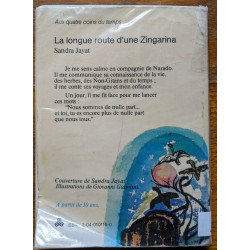 Aux quatre coins du temps
La longue route d'une Zingarina
Sandra Jayat
Je me sens calme en compagnie de Narado.
Il me communique sa connaissance de la vie,
des herbes, des Non-Gitans et du temps ;
il me conte ses voyages et mon enfance.
Un jour, il me fit face pour me lancer
ces mots :
"Nous sommes de nulle part...
et toi, tu es encore plus de nulle part
que nous tous."
Couverture de Sandra Jayat
Illustrations de Giovanni
À partir de 10 ans